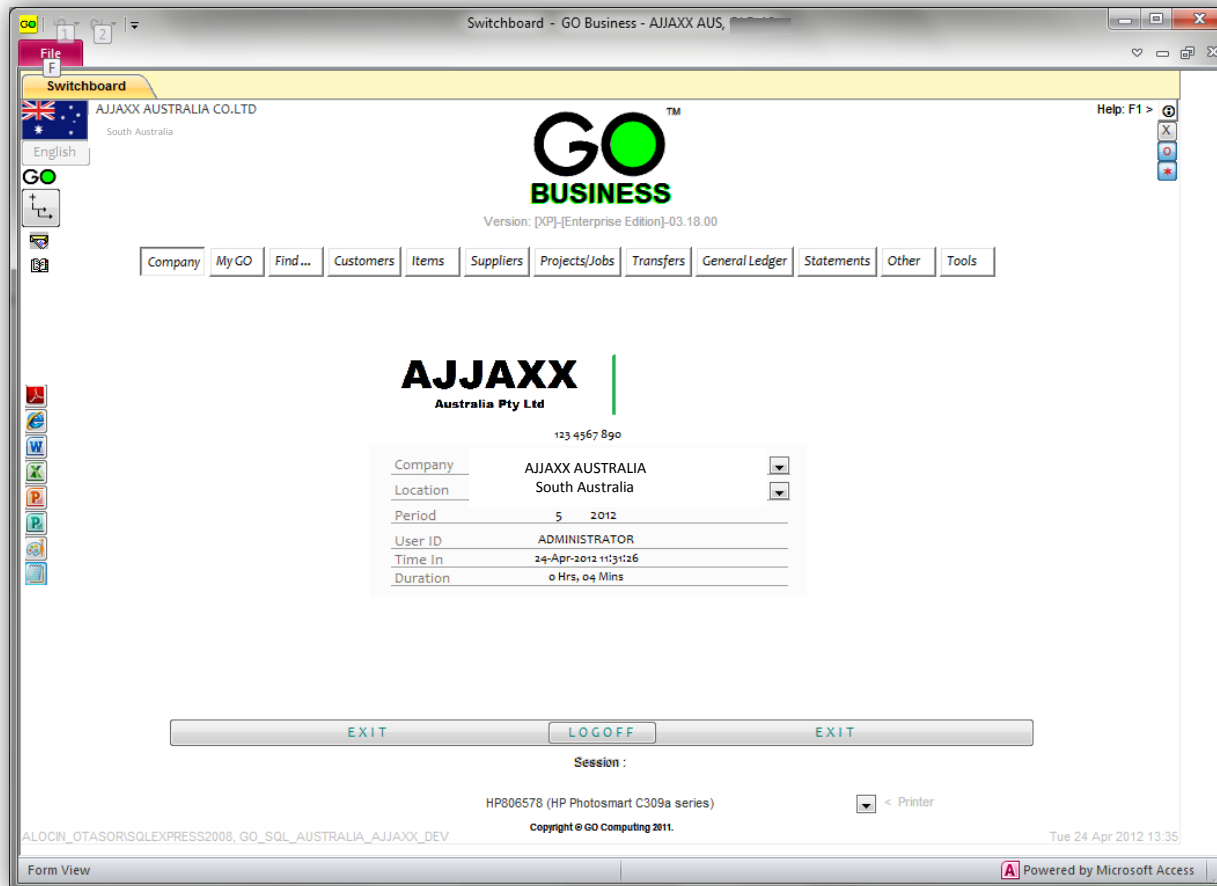 GO
Switchboard - GO Business - AJJAXX AUS,
1
2
File
F
Switchboard
AJJAXX AUSTRALIA CO.LTD
South Australia
English
GO
Help: F1 >
X
O
GO
TM
BUSINESS
Version: [XP]-[Enterprise Edition]-03.18.00
Company My GO Find ... Customers Items Suppliers Projects/Jobs Transfers General Ledger Statements Other Tools
AJJAXX
Australia Pty Ltd
123 4567 890
Company AJJAXX AUSTRALIA
Location South Australia
Period 5 2012
User ID ADMINISTRATOR
Time In 24-Apr-2012 11:31:26
Duration 0 Hrs, 04 Mins
EXIT LOGOFF EXIT
Session :
HP806578 (HP Photosmart C309a series) < Printer
Copyright © GO Computing 2011.
ALOCIN_OTASOR\SQLEXPRESS2008, GO_SQL_AUSTRALIA_AJJAXX_DEV Tue 24 Apr 2012 13:35
Form View Powered by Microsoft Access